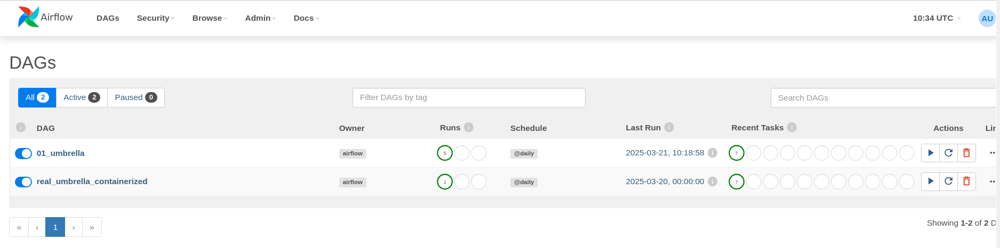 Airflow DAGs Security Browse Admin Docs 10:34 UTC AU
DAGs
All 2 Active 2 Paused 0 Filter DAGs by tag Search DAGs
i DAG Owner Runs i Schedule Last Run i Recent Tasks i Actions Lin
01_umbrella airflow 5 @daily 2025-03-21, 10:18:58 i 7
real_umbrella_containerized airflow 1 @daily 2025-03-20, 00:00:00 i 7
« ‹ 1 › » Showing 1-2 of 2 D